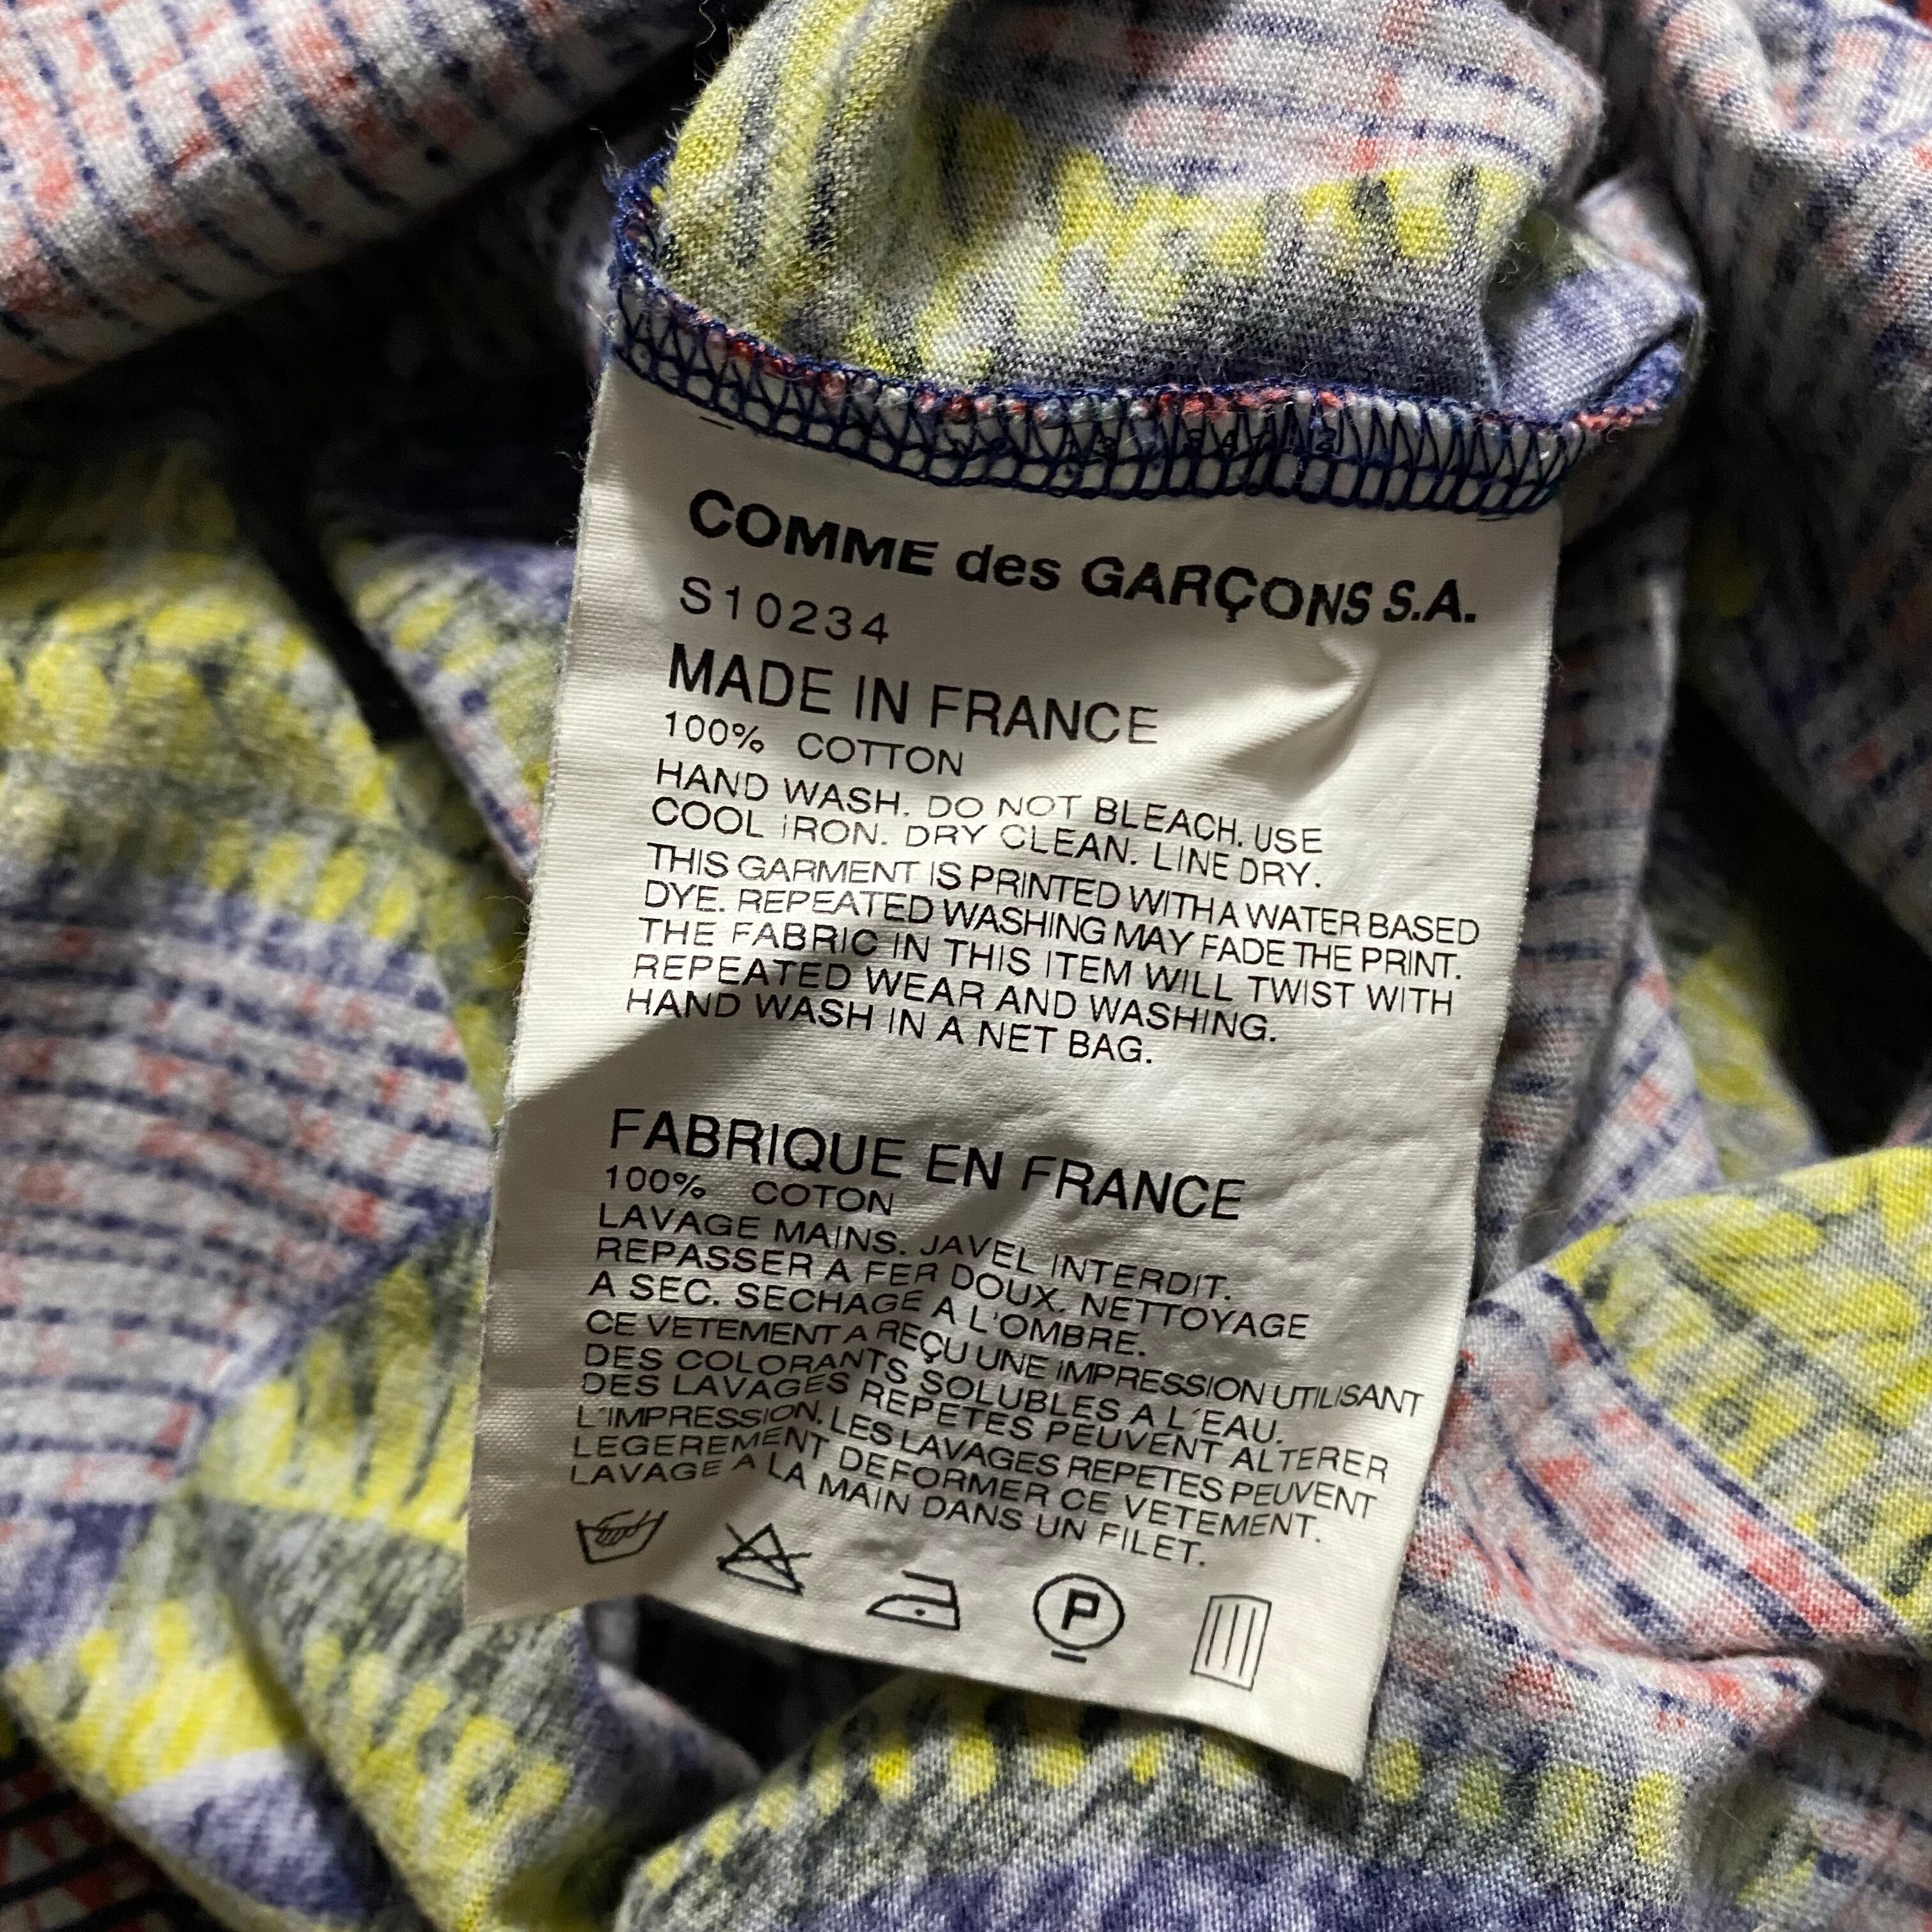 COMME des GARÇONS S.A.
S10234
MADE IN FRANCE
100% COTTON
HAND WASH. DO NOT BLEACH. USE
COOL IRON. DRY CLEAN. LINE DRY.
THIS GARMENT IS PRINTED WITH A WATER BASED
DYE. REPEATED WASHING MAY FADE THE PRINT.
THE FABRIC IN THIS ITEM WILL TWIST WITH
REPEATED WEAR AND WASHING.
HAND WASH IN A NET BAG.
FABRIQUE EN FRANCE
100% COTON
LAVAGE MAINS. JAVEL INTERDIT.
REPASSER A FER DOUX. NETTOYAGE
A SEC. SECHAGE A L'OMBRE.
CE VETEMENT A REÇU UNE IMPRESSION UTILISANT
DES COLORANTS SOLUBLES A L'EAU.
DES LAVAGES REPETES PEUVENT ALTERER
L'IMPRESSION. LES LAVAGES REPETES PEUVENT
LEGEREMENT DEFORMER CE VETEMENT.
LAVAGE A LA MAIN DANS UN FILET.
P